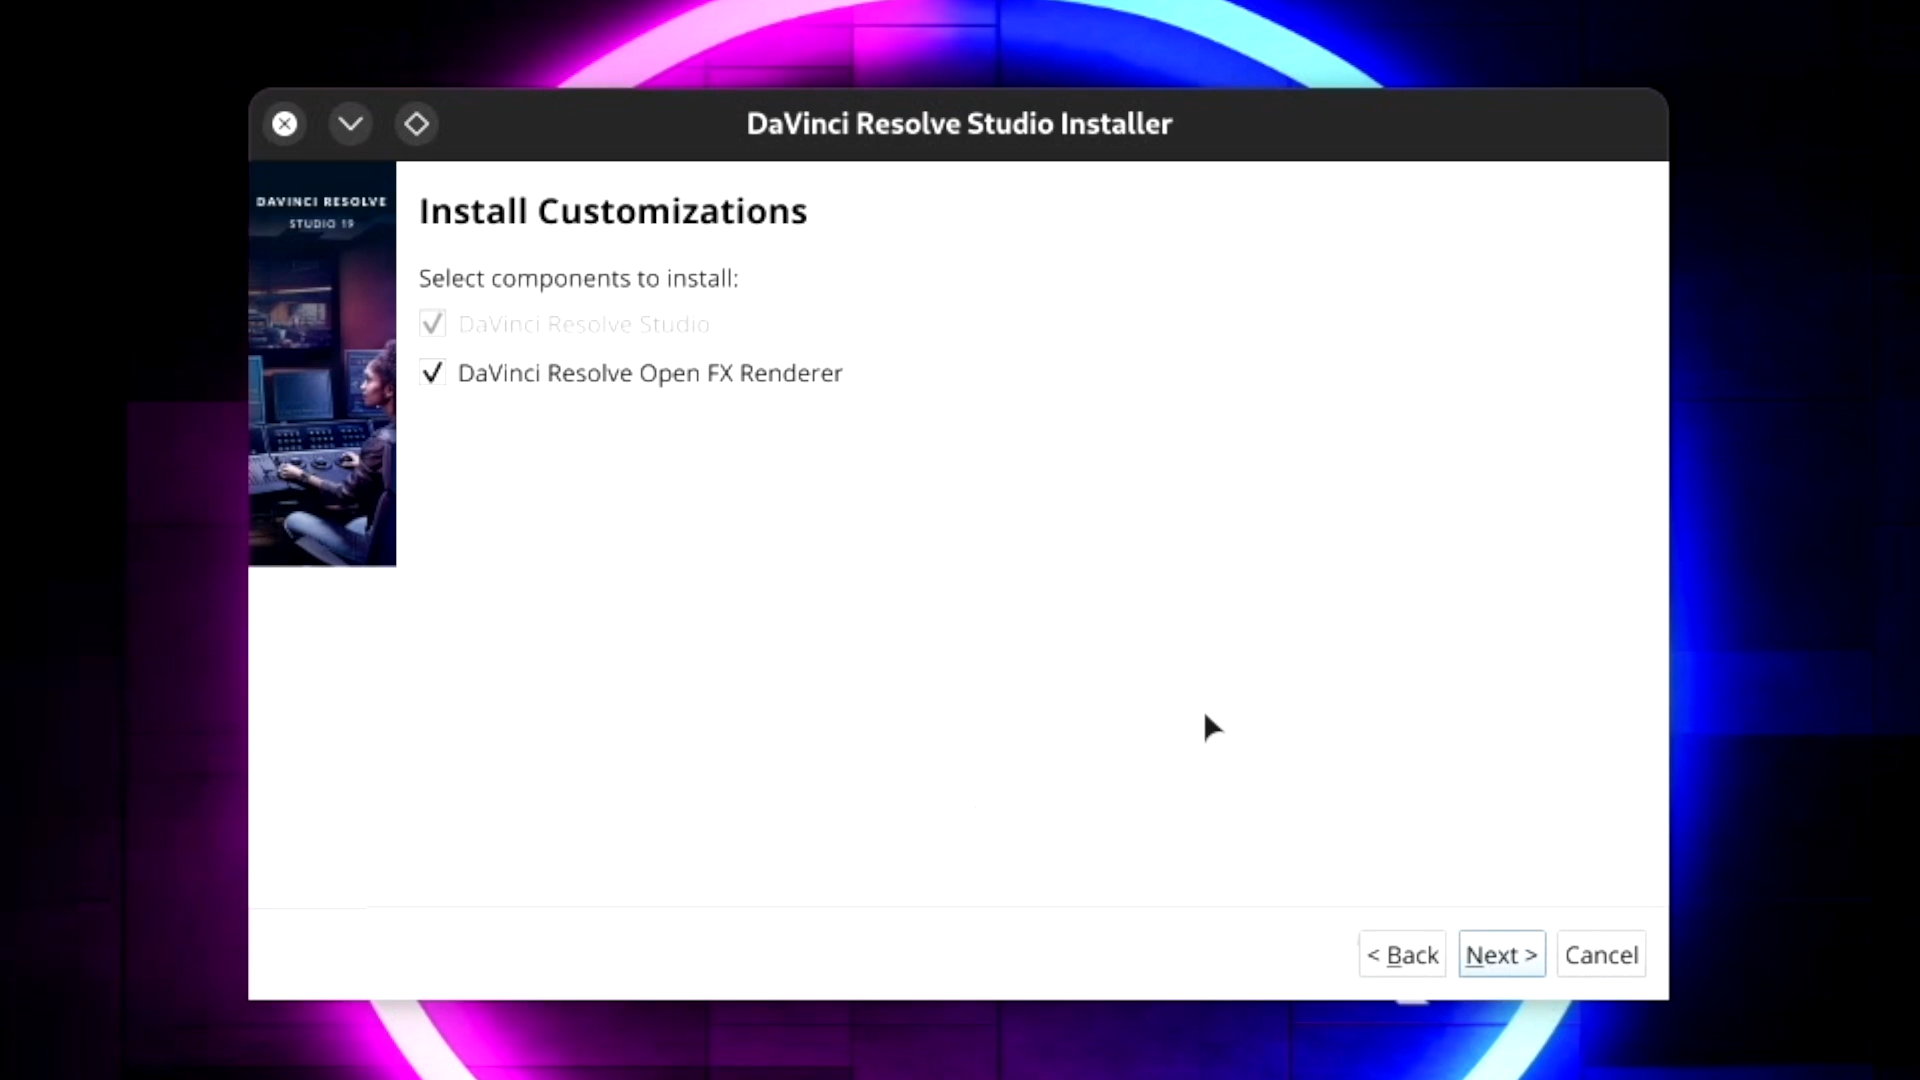 DaVinci Resolve Studio Installer
DAVINCI RESOLVE
STUDIO 19
Install Customizations
Select components to install:
DaVinci Resolve Studio
DaVinci Resolve Open FX Renderer
< Back
Next >
Cancel